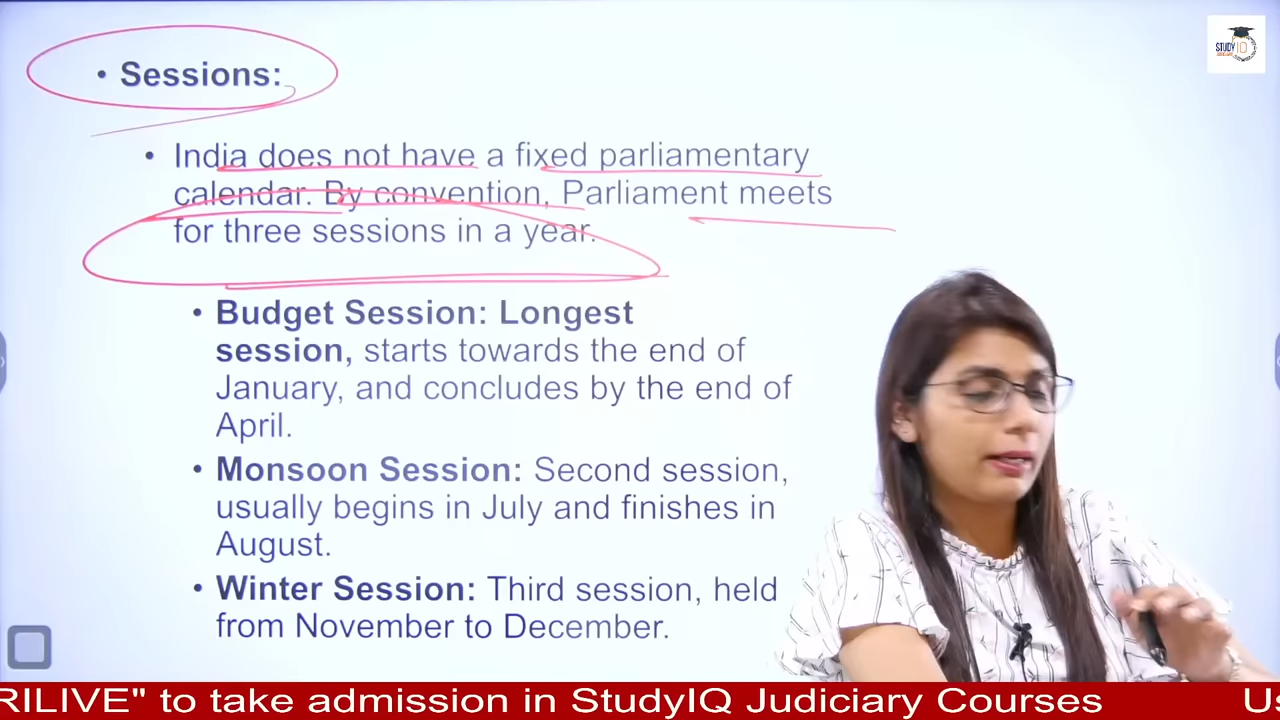 STUDY IQ
• Sessions:
• India does not have a fixed parliamentary
calendar. By convention, Parliament meets
for three sessions in a year.
• Budget Session: Longest
session, starts towards the end of
January, and concludes by the end of
April.
• Monsoon Session: Second session,
usually begins in July and finishes in
August.
• Winter Session: Third session, held
from November to December.
RILIVE" to take admission in StudyIQ Judiciary Courses